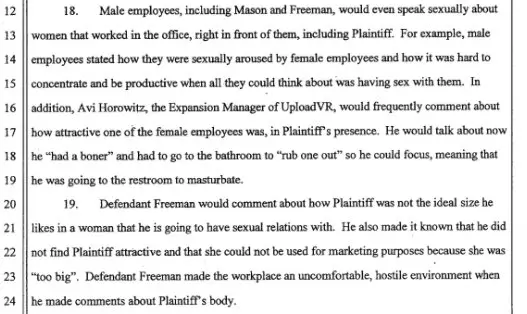 12 18. Male employees, including Mason and Freeman, would even speak sexually about
13 women that worked in the office, right in front of them, including Plaintiff. For example, male
14 employees stated how they were sexually aroused by female employees and how it was hard to
15 concentrate and be productive when all they could think about was having sex with them. In
16 addition, Avi Horowitz, the Expansion Manager of UploadVR, would frequently comment about
17 how attractive one of the female employees was, in Plaintiff's presence. He would talk about now
18 he “had a boner” and had to go to the bathroom to “rub one out” so he could focus, meaning that
19 he was going to the restroom to masturbate.
20 19. Defendant Freeman would comment about how Plaintiff was not the ideal size he
21 likes in a woman that he is going to have sexual relations with. He also made it known that he did
22 not find Plaintiff attractive and that she could not be used for marketing purposes because she was
23 “too big”. Defendant Freeman made the workplace an uncomfortable, hostile environment when
24 he made comments about Plaintiff's body.